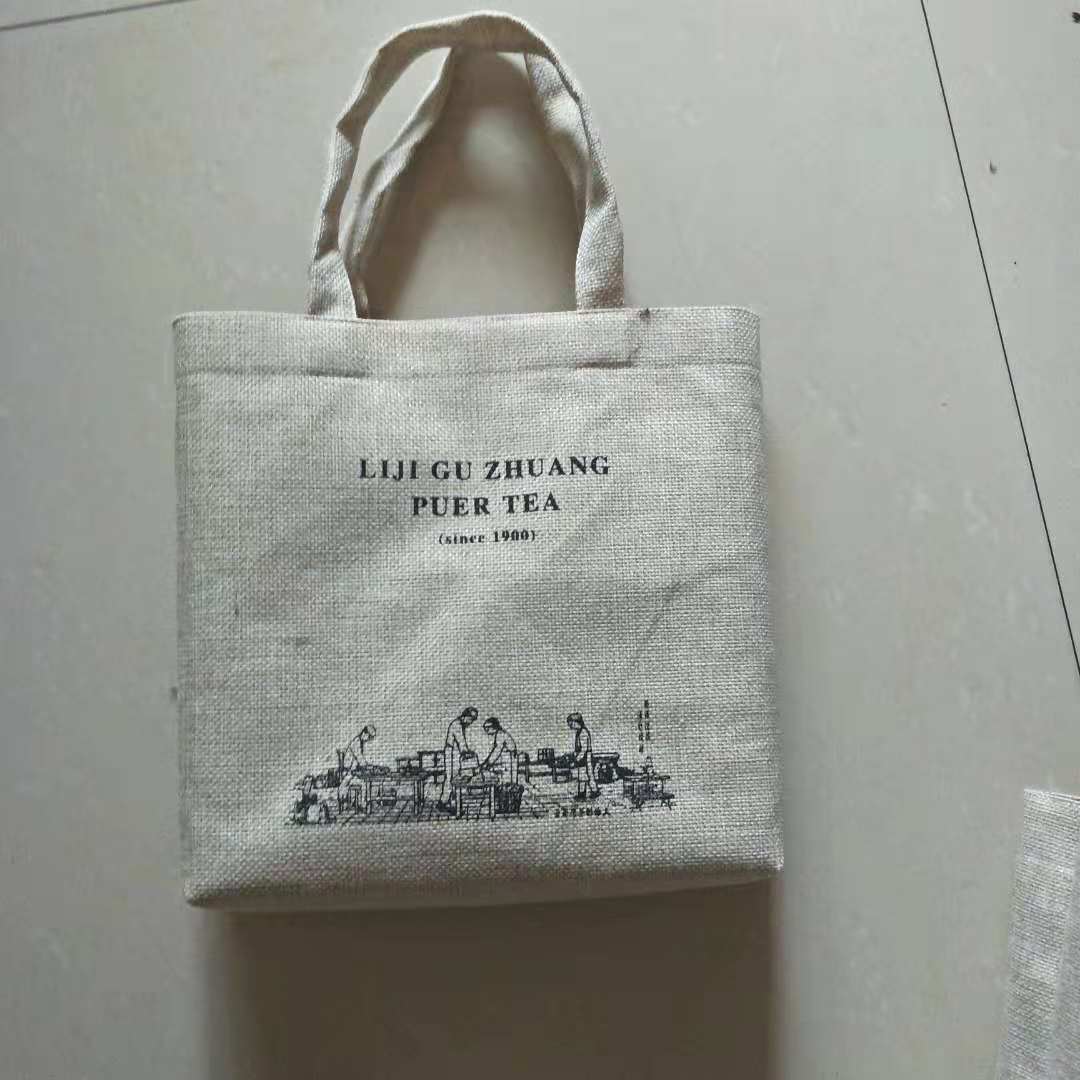 LIJI GU ZHUANG
PUER TEA
(since 1900)